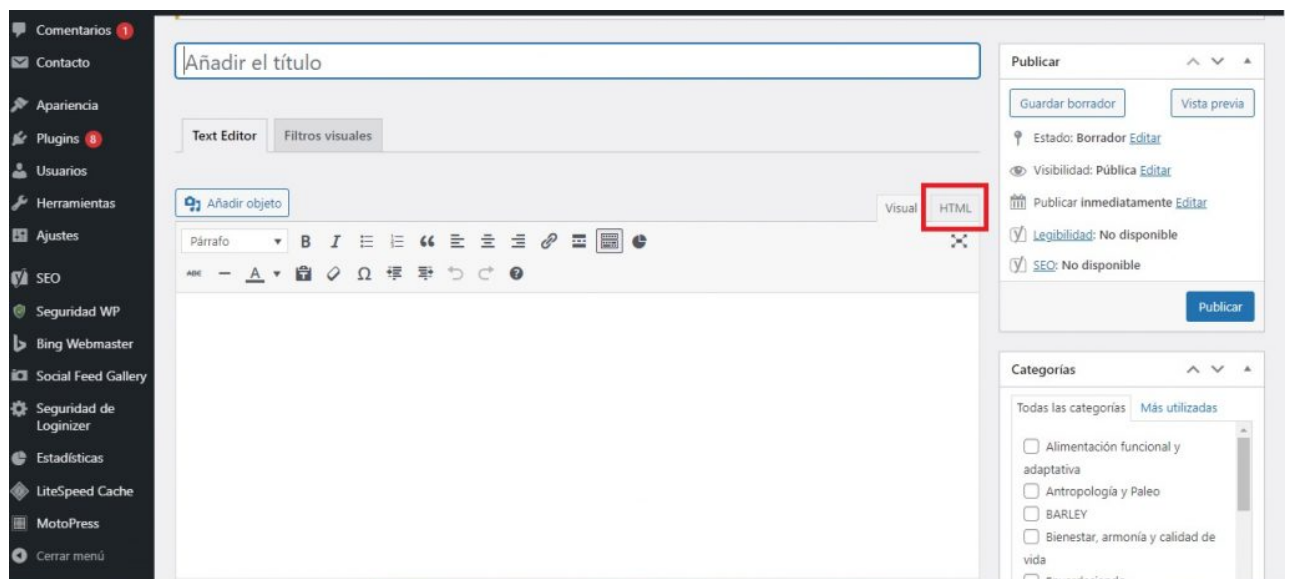 Comentarios 1
Contacto
Apariencia
Plugins 8
Usuarios
Herramientas
Ajustes
SEO
Seguridad WP
Bing Webmaster
Social Feed Gallery
Seguridad de
Loginizer
Estadísticas
LiteSpeed Cache
MotoPress
Cerrar menú
Añadir el título
Text Editor
Filtros visuales
Añadir objeto
Visual
HTML
Párrafo
B I
ABC
A
Ω
Publicar
Guardar borrador
Vista previa
Estado: Borrador Editar
Visibilidad: Pública Editar
Publicar inmediatamente Editar
Legibilidad: No disponible
SEO: No disponible
Publicar
Categorías
Todas las categorías
Más utilizadas
Alimentación funcional y
adaptativa
Antropología y Paleo
BARLEY
Bienestar, armonía y calidad de
vida